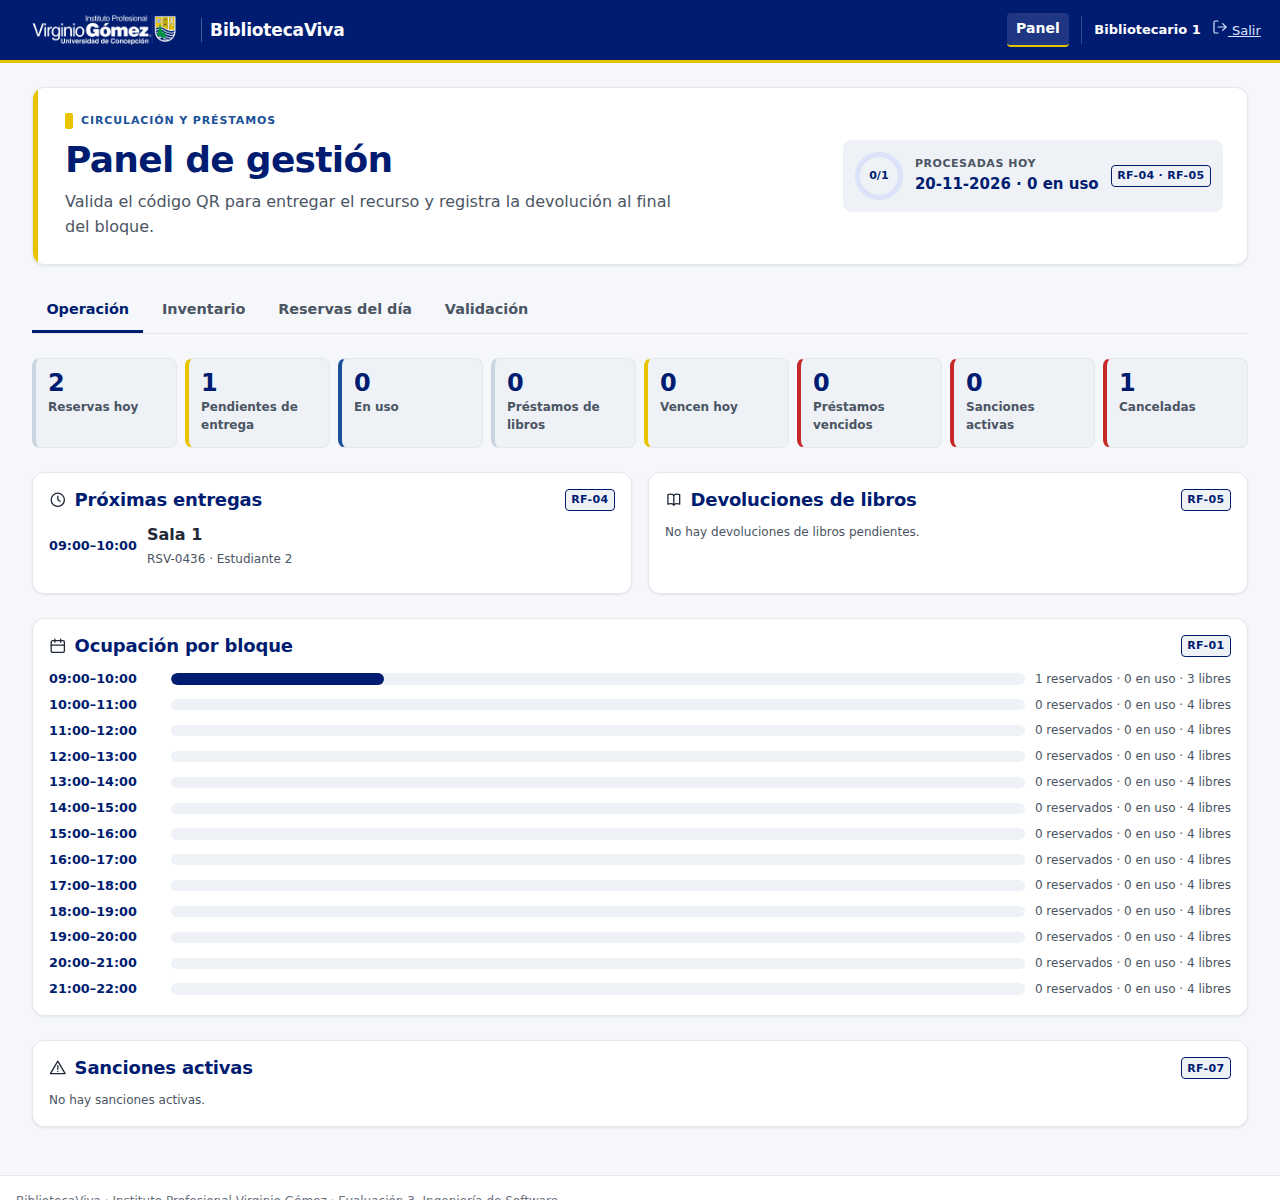 Instituto Profesional
VirginioGómez
Universidad de Concepción
BibliotecaViva
Panel
Bibliotecario 1
Salir
CIRCULACIÓN Y PRÉSTAMOS
Panel de gestión
Valida el código QR para entregar el recurso y registra la devolución al final
del bloque.
0/1
PROCESADAS HOY
20-11-2026 · 0 en uso
RF-04 · RF-05
Operación
Inventario
Reservas del día
Validación
2
Reservas hoy
1
Pendientes de
entrega
0
En uso
0
Préstamos de
libros
0
Vencen hoy
0
Préstamos
vencidos
0
Sanciones
activas
1
Canceladas
Próximas entregas
RF-04
09:00–10:00
Sala 1
RSV-0436 · Estudiante 2
Devoluciones de libros
RF-05
No hay devoluciones de libros pendientes.
Ocupación por bloque
RF-01
09:00–10:00 1 reservados · 0 en uso · 3 libres
10:00–11:00 0 reservados · 0 en uso · 4 libres
11:00–12:00 0 reservados · 0 en uso · 4 libres
12:00–13:00 0 reservados · 0 en uso · 4 libres
13:00–14:00 0 reservados · 0 en uso · 4 libres
14:00–15:00 0 reservados · 0 en uso · 4 libres
15:00–16:00 0 reservados · 0 en uso · 4 libres
16:00–17:00 0 reservados · 0 en uso · 4 libres
17:00–18:00 0 reservados · 0 en uso · 4 libres
18:00–19:00 0 reservados · 0 en uso · 4 libres
19:00–20:00 0 reservados · 0 en uso · 4 libres
20:00–21:00 0 reservados · 0 en uso · 4 libres
21:00–22:00 0 reservados · 0 en uso · 4 libres
Sanciones activas
RF-07
No hay sanciones activas.
BibliotecaViva · Instituto Profesional Virginio Gómez · Evaluación 3, Ingeniería de Software